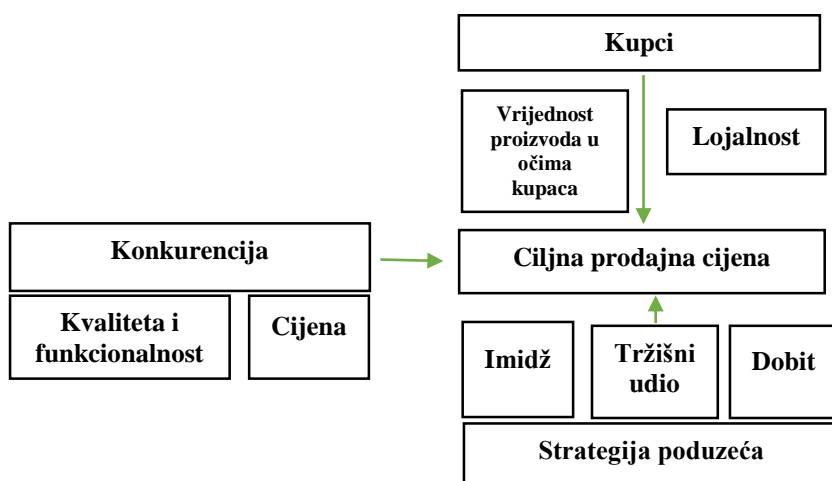 Kupci
Vrijednost
proizvoda u
očima
kupaca
Lojalnost
Konkurencija
Ciljna prodajna cijena
Kvaliteta i
funkcionalnost
Cijena
Imidž
Tržišni
udio
Dobit
Strategija poduzeća